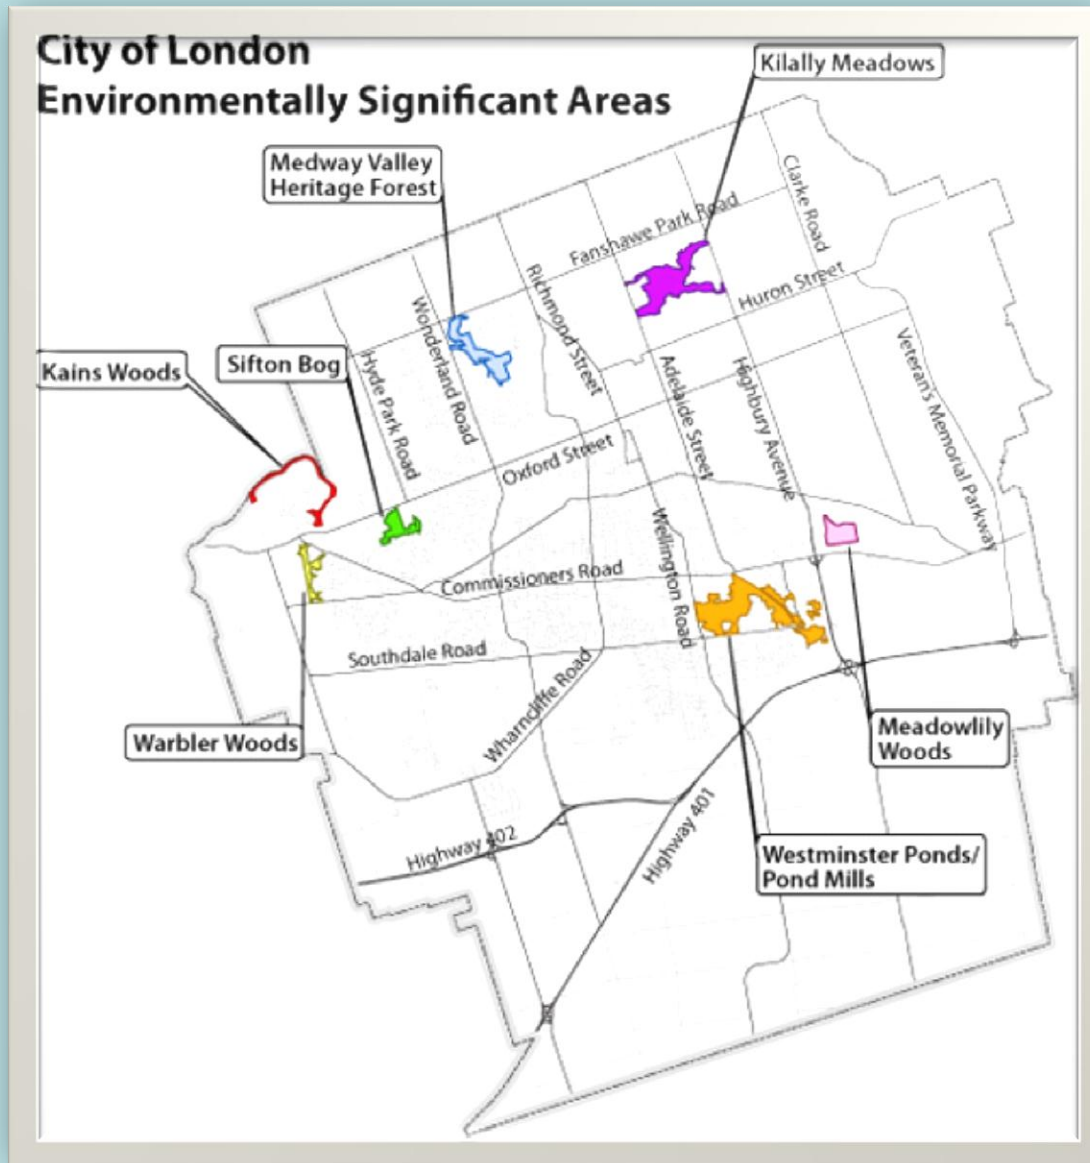 City of London
Environmentally Significant Areas
Kilally Meadows
Medway Valley
Heritage Forest
Clarke Road
Fanshawe Park Road
Huron Street
Richmond Street
Wonderland Road
Hyde Park Road
Sifton Bog
Kains Woods
Veteran's Memorial Parkway
Highbury Avenue
Adelaide Street
Oxford Street
Wellington Road
Commissioners Road
Southdale Road
Wharncliffe Road
Warbler Woods
Meadowlily
Woods
Highway 401
Highway 402
Westminster Ponds/
Pond Mills